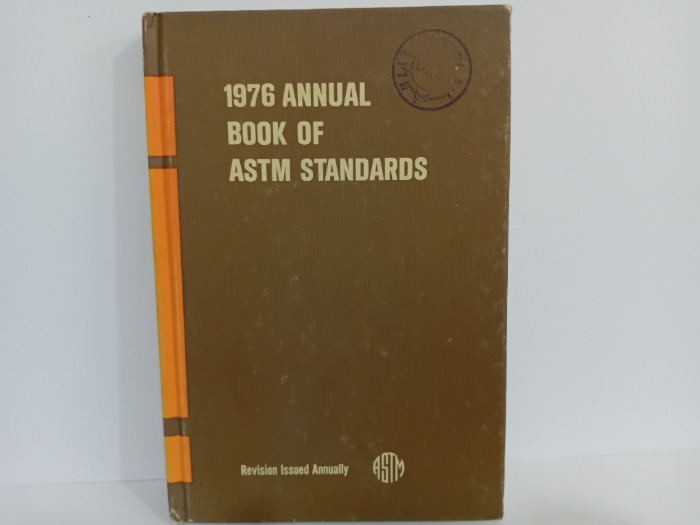 1976 ANNUAL
BOOK OF
ASTM STANDARDS
Revision Issued Annually
ASTM